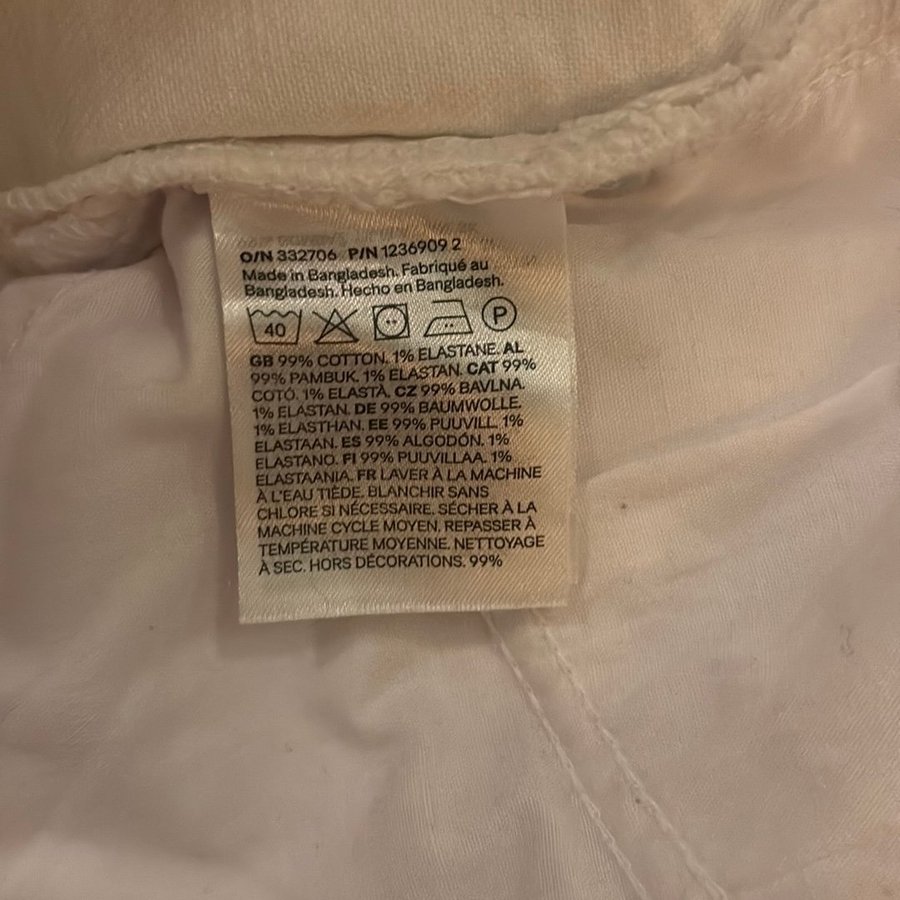 O/N 332706 P/N 1236909 2
Made in Bangladesh. Fabriqué au
Bangladesh. Hecho en Bangladesh.
40 P
GB 99% COTTON. 1% ELASTANE. AL
99% PAMBUK. 1% ELASTAN. CAT 99%
COTÓ. 1% ELASTÀ. CZ 99% BAVLNA.
1% ELASTAN. DE 99% BAUMWOLLE.
1% ELASTHAN. EE 99% PUUVILL. 1%
ELASTAAN. ES 99% ALGODÓN. 1%
ELASTANO. FI 99% PUUVILLAA. 1%
ELASTAANIA. FR LAVER À LA MACHINE
À L'EAU TIÈDE. BLANCHIR SANS
CHLORE SI NÉCESSAIRE. SÉCHER À LA
MACHINE CYCLE MOYEN. REPASSER À
TEMPÉRATURE MOYENNE. NETTOYAGE
À SEC. HORS DÉCORATIONS. 99%